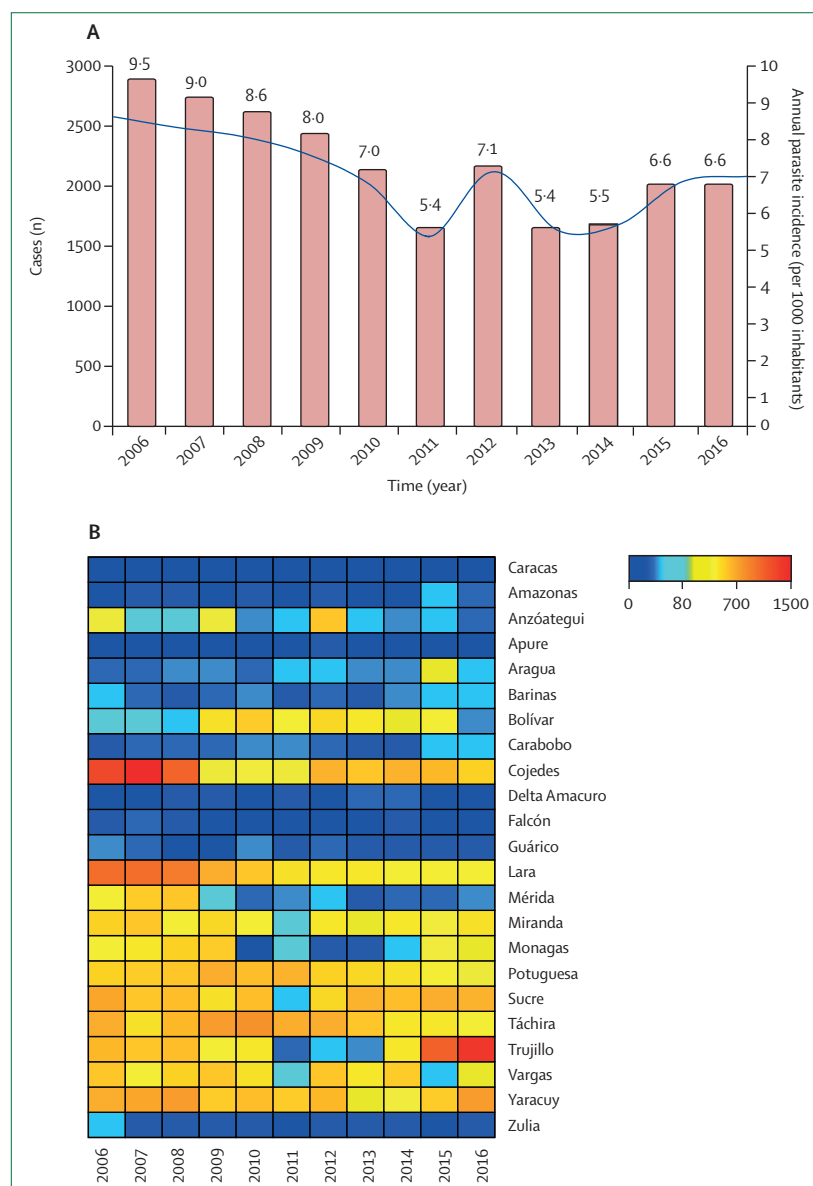 A
3000
2500
2000
1500
1000
500
0
Cases (n)
9·5
9·0
8·6
8·0
7·0
5·4
7·1
5·4
5·5
6·6
6·6
10
9
8
7
6
5
4
3
2
1
0
Annual parasite incidence (per 1000 inhabitants)
2006
2007
2008
2009
2010
2011
2012
2013
2014
2015
2016
Time (year)
B
Caracas
Amazonas
Anzóategui
Apure
Aragua
Barinas
Bolívar
Carabobo
Cojedes
Delta Amacuro
Falcón
Guárico
Lara
Mérida
Miranda
Monagas
Potuguesa
Sucre
Táchira
Trujillo
Vargas
Yaracuy
Zulia
0 80 700 1500
2006
2007
2008
2009
2010
2011
2012
2013
2014
2015
2016